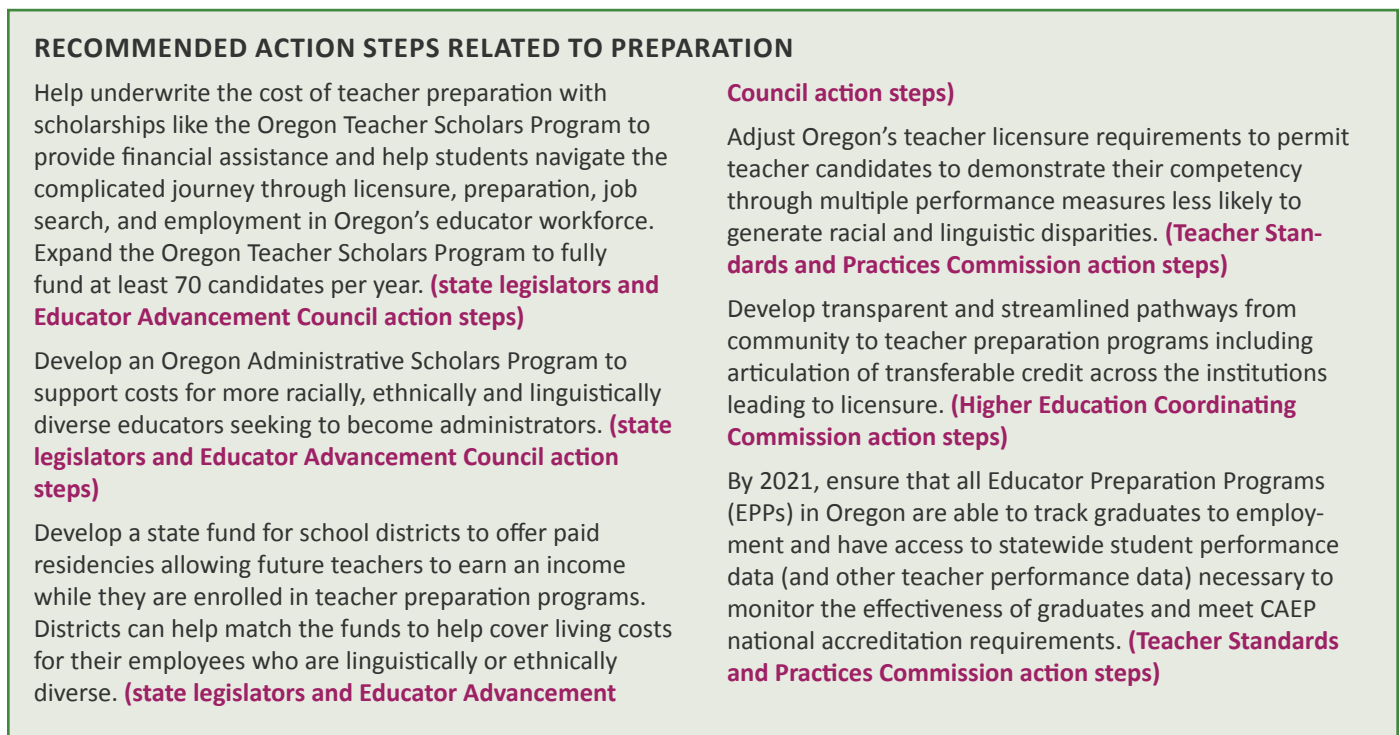 RECOMMENDED ACTION STEPS RELATED TO PREPARATION
Help underwrite the cost of teacher preparation with
scholarships like the Oregon Teacher Scholars Program to
provide financial assistance and help students navigate the
complicated journey through licensure, preparation, job
search, and employment in Oregon’s educator workforce.
Expand the Oregon Teacher Scholars Program to fully
fund at least 70 candidates per year. (state legislators and
Educator Advancement Council action steps)
Develop an Oregon Administrative Scholars Program to
support costs for more racially, ethnically and linguistically
diverse educators seeking to become administrators. (state
legislators and Educator Advancement Council action
steps)
Develop a state fund for school districts to offer paid
residencies allowing future teachers to earn an income
while they are enrolled in teacher preparation programs.
Districts can help match the funds to help cover living costs
for their employees who are linguistically or ethnically
diverse. (state legislators and Educator Advancement
Council action steps)
Adjust Oregon’s teacher licensure requirements to permit
teacher candidates to demonstrate their competency
through multiple performance measures less likely to
generate racial and linguistic disparities. (Teacher Stan-
dards and Practices Commission action steps)
Develop transparent and streamlined pathways from
community to teacher preparation programs including
articulation of transferable credit across the institutions
leading to licensure. (Higher Education Coordinating
Commission action steps)
By 2021, ensure that all Educator Preparation Programs
(EPPs) in Oregon are able to track graduates to employ-
ment and have access to statewide student performance
data (and other teacher performance data) necessary to
monitor the effectiveness of graduates and meet CAEP
national accreditation requirements. (Teacher Standards
and Practices Commission action steps)